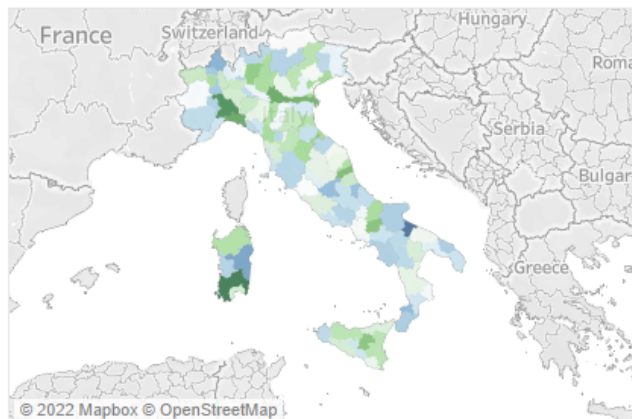 Hungary
France
Switzerland
Roma
Italy
Serbia
Bulgar
Greece
© 2022 Mapbox © OpenStreetMap